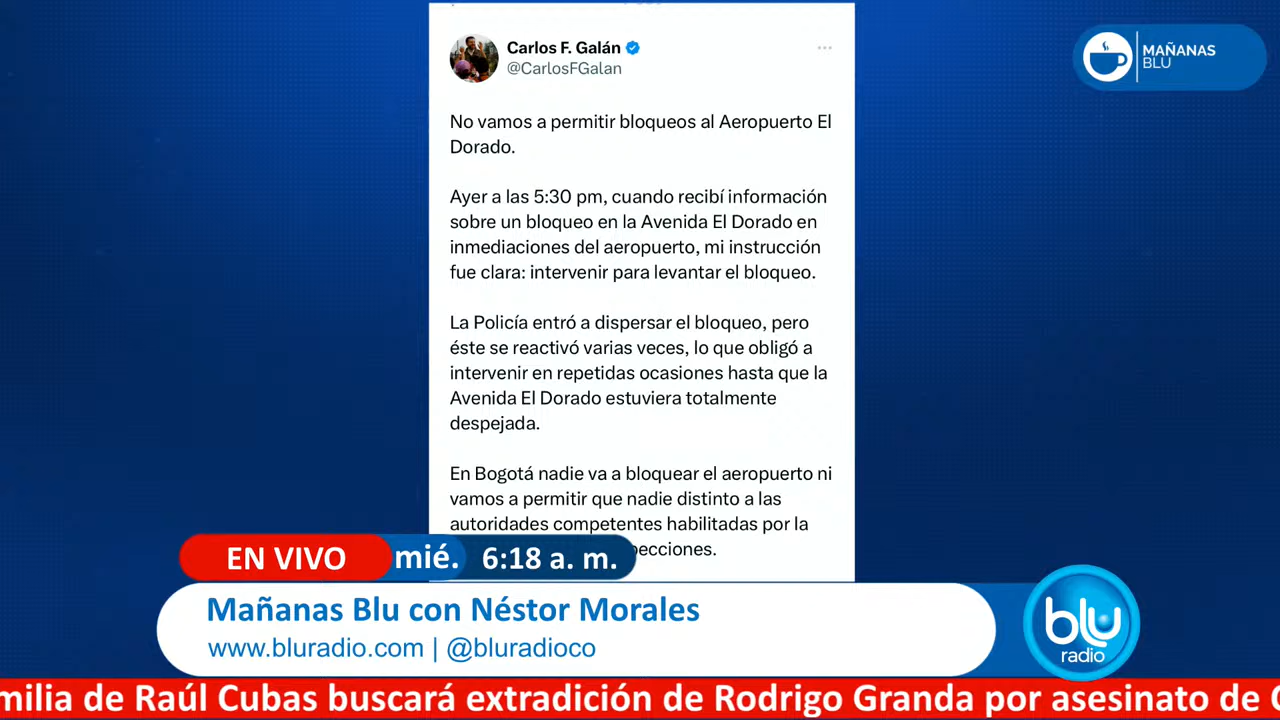 Carlos F. Galán
@CarlosFGalan
No vamos a permitir bloqueos al Aeropuerto El
Dorado.
Ayer a las 5:30 pm, cuando recibí información
sobre un bloqueo en la Avenida El Dorado en
inmediaciones del aeropuerto, mi instrucción
fue clara: intervenir para levantar el bloqueo.
La Policía entró a dispersar el bloqueo, pero
éste se reactivó varias veces, lo que obligó a
intervenir en repetidas ocasiones hasta que la
Avenida El Dorado estuviera totalmente
despejada.
En Bogotá nadie va a bloquear el aeropuerto ni
vamos a permitir que nadie distinto a las
autoridades competentes habilitadas por la
pecciones.
MAÑANAS
BLU
EN VIVO mié. 6:18 a. m.
Mañanas Blu con Néstor Morales
www.bluradio.com | @bluradioco
blu
radio
milia de Raúl Cubas buscará extradición de Rodrigo Granda por asesinato de